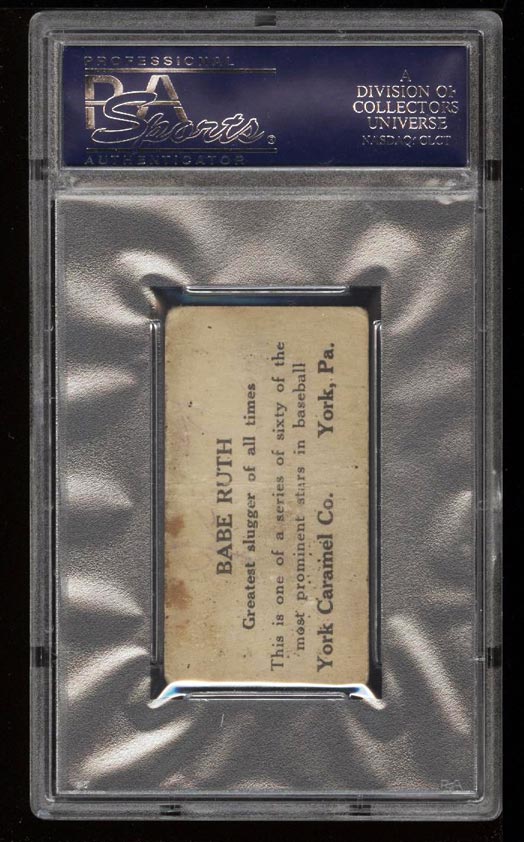 PROFESSIONAL
PSA
Sports®
AUTHENTICATOR
A
DIVISION OF
COLLECTORS
UNIVERSE
NASDAQ: CLCT
BABE RUTH
Greatest slugger of all times
This is one of a series of sixty of the
most prominent stars in baseball
York Caramel Co. York, Pa.